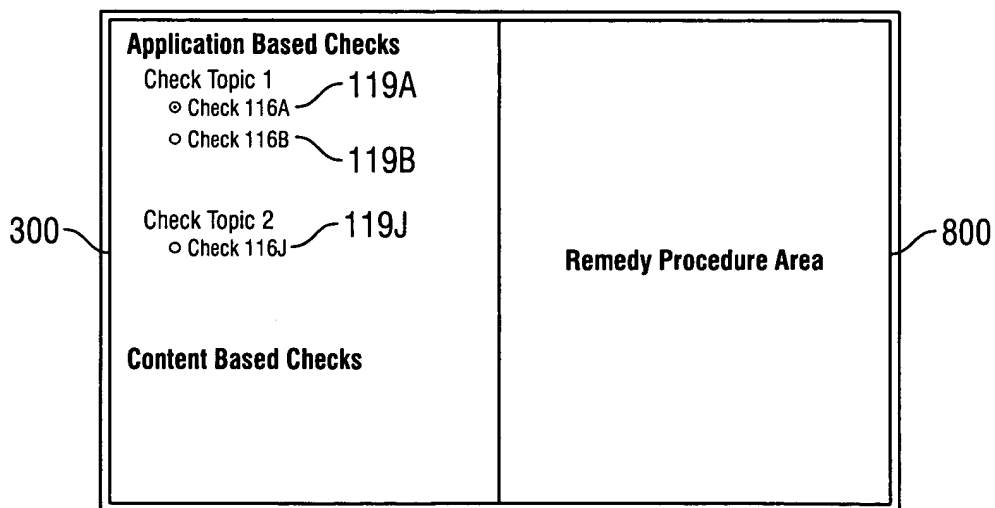 Application Based Checks
Check Topic 1
Check 116A
119A
Check 116B
119B
Check Topic 2
119J
Check 116J
300
800
Remedy Procedure Area
Content Based Checks